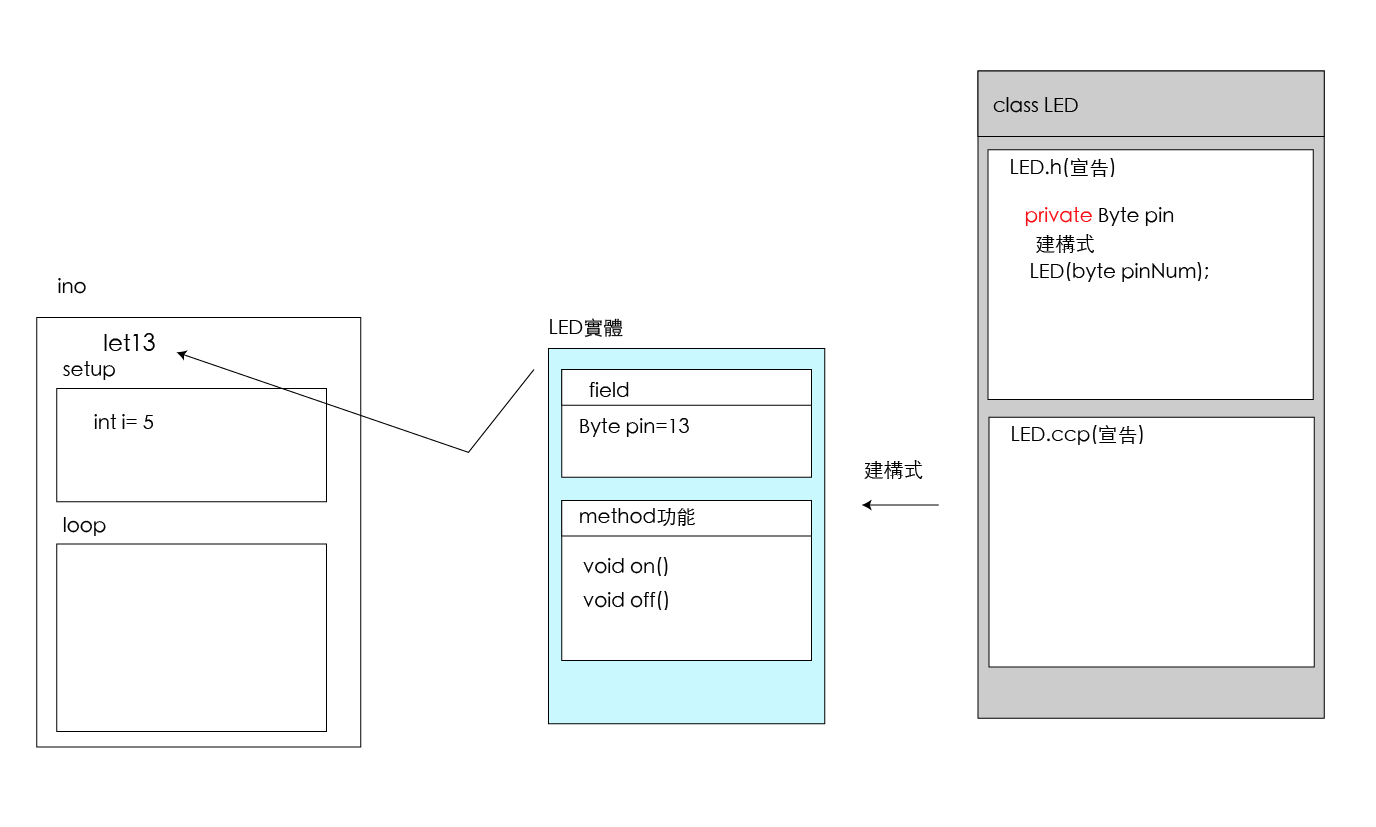 ino
let13
setup
int i= 5
loop
LED實體
field
Byte pin=13
method功能
void on()
void off()
建構式
class LED
LED.h(宣告)
private Byte pin
建構式
LED(byte pinNum);
LED.ccp(宣告)